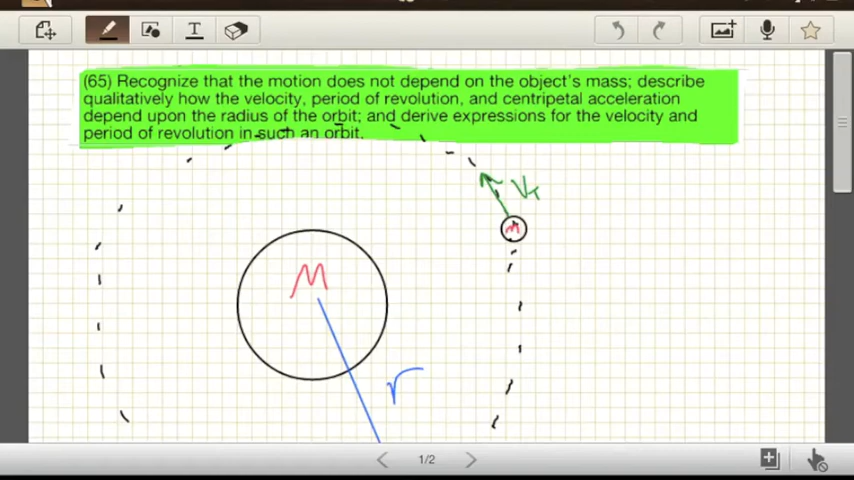 (65) Recognize that the motion does not depend on the object's mass; describe
qualitatively how the velocity, period of revolution, and centripetal acceleration
depend upon the radius of the orbit; and derive expressions for the velocity and
period of revolution in such an orbit.
V_T
m
M
r
1/2